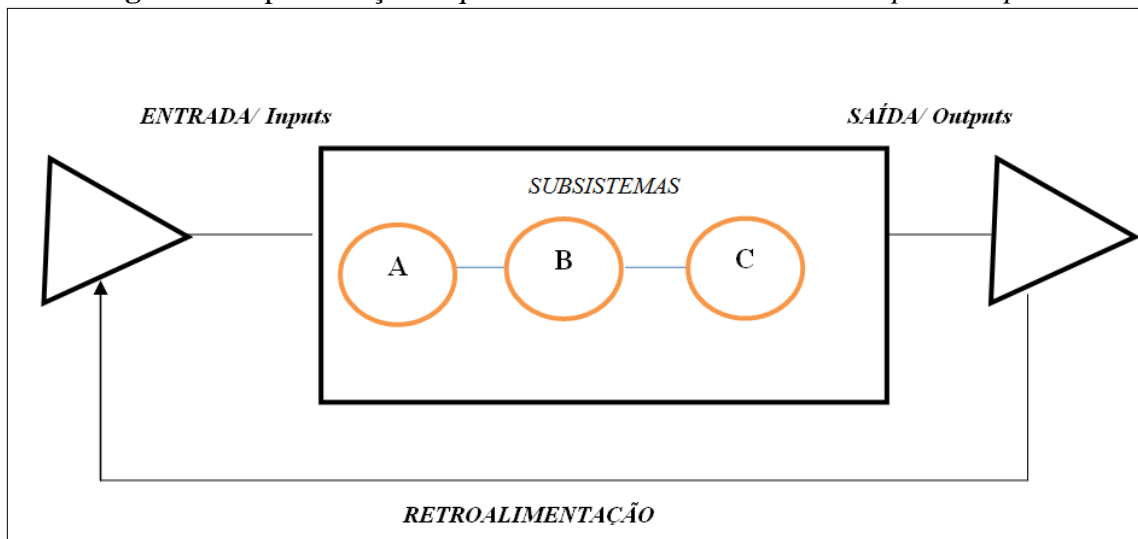 ENTRADA/ Inputs
SAÍDA/ Outputs
SUBSISTEMAS
A
B
C
RETROALIMENTAÇÃO